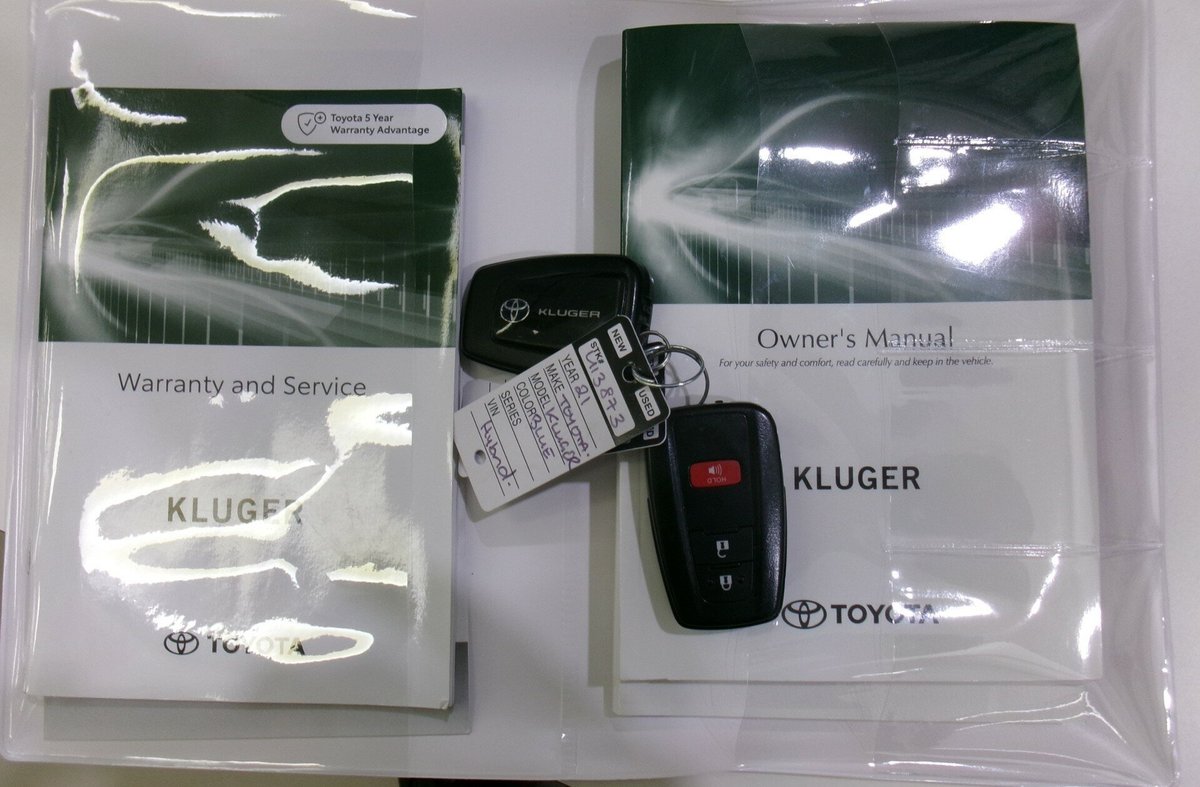 Toyota 5 Year
Warranty Advantage
Warranty and Service
KLUGER
TOYOTA
KLUGER
NEW
USED
STK#
U13873
YEAR 21
MAKE TOYOTA.
MODEL KLUGER
COLOR BLUE
SERIES
VIN Hybrid.
HOLD
Owner's Manual
For your safety and comfort, read carefully and keep in the vehicle.
KLUGER
TOYOTA